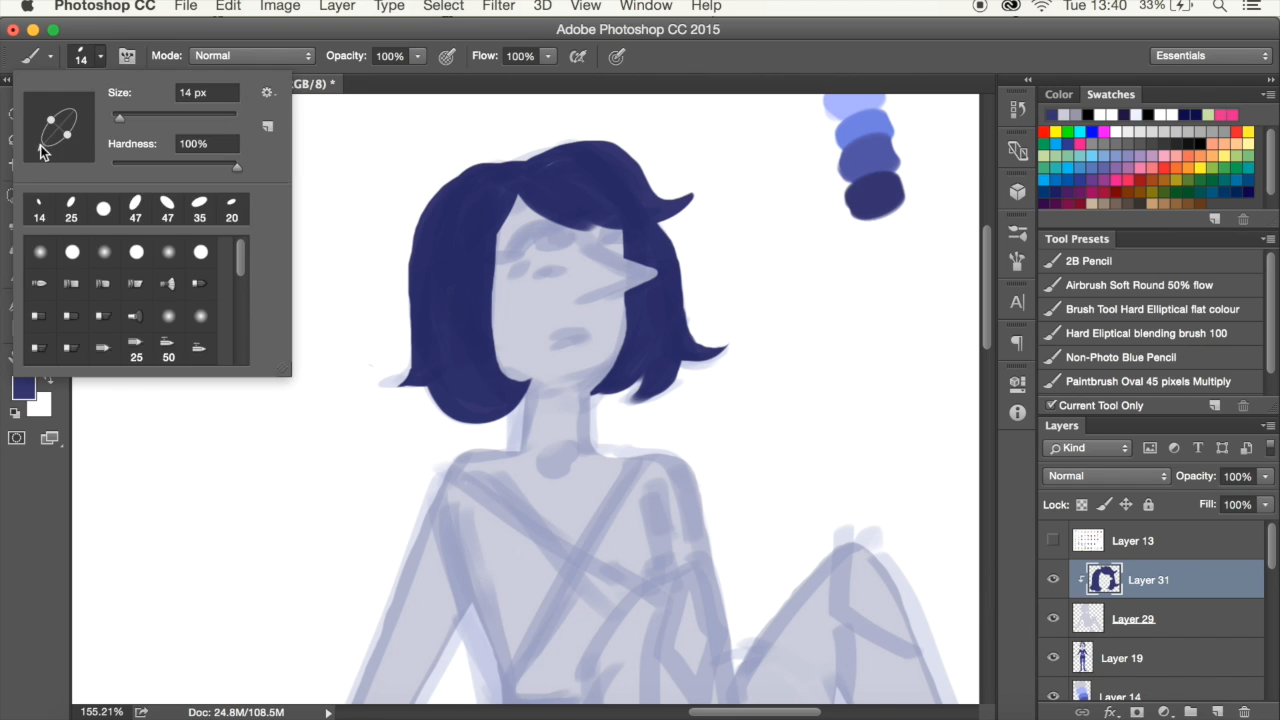 Photoshop CC File Edit Image Layer Type Select Filter 3D View Window Help Tue 13:40 33%
Adobe Photoshop CC 2015
14 Mode: Normal Opacity: 100% Flow: 100% Essentials
GB/8) *
Size: 14 px
Hardness: 100%
14 25 47 47 35 20
25 50
Color Swatches
Tool Presets
2B Pencil
Airbrush Soft Round 50% flow
Brush Tool Hard Elliptical flat colour
Hard Eliptical blending brush 100
Non-Photo Blue Pencil
Paintbrush Oval 45 pixels Multiply
Current Tool Only
Layers
Kind
Normal Opacity: 100%
Lock: Fill: 100%
Layer 13
Layer 31
Layer 29
Layer 19
Layer 14
155.21% Doc: 24.8M/108.5M